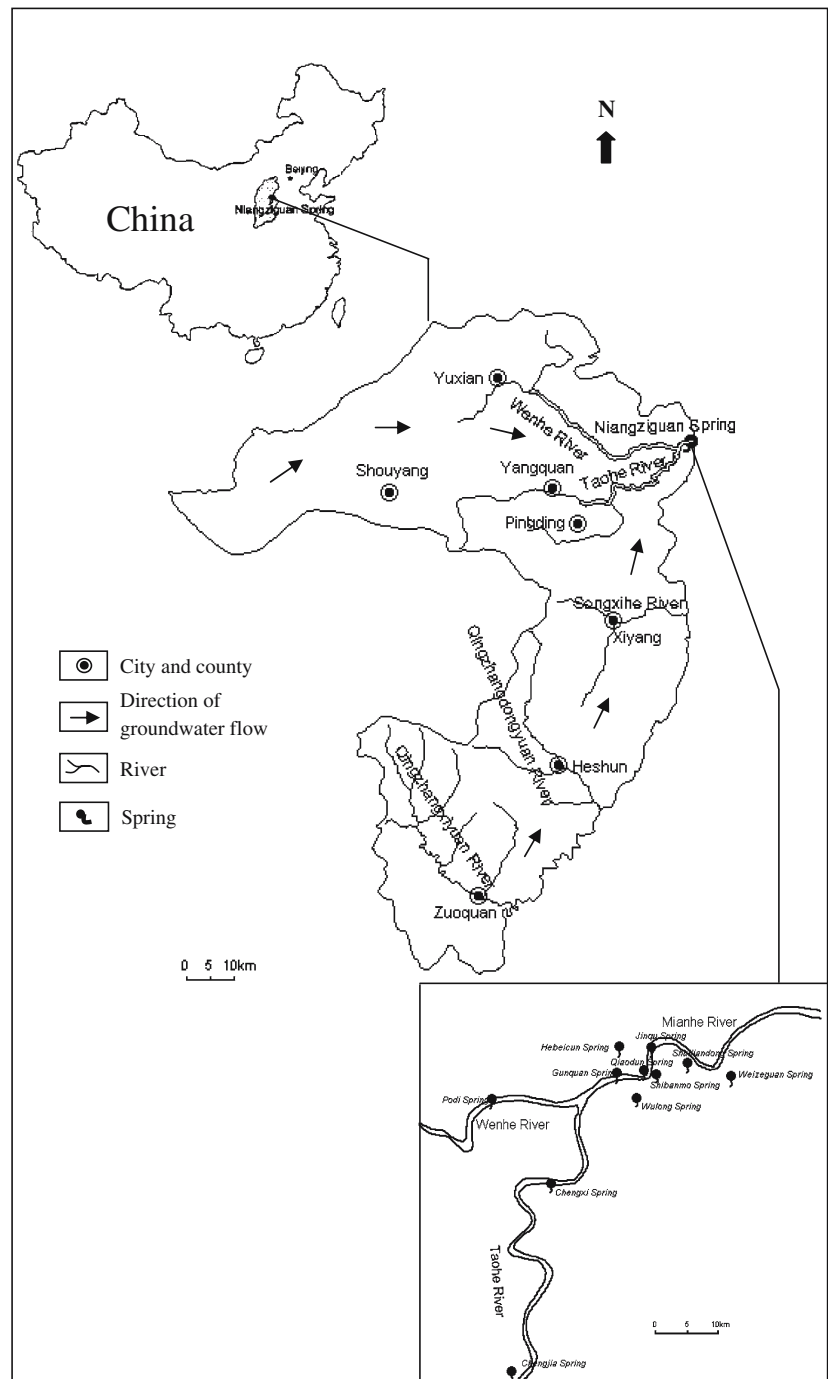 N
Beijing
Niangziguan Spring
China
Yuxian
Wenhe River
Niangziguan Spring
Shouyang
Yangquan
Taohe River
Pingding
Songxihe River
Xiyang
Qingzhangdongyuan River
Heshun
Qingzhangxiyuan River
Zuoquan
City and county
Direction of
groundwater flow
River
Spring
0 5 10km
Mianhe River
Jinqu Spring
Hebeicun Spring
Qiaodun Spring
Shuiliandong Spring
Gunquan Spring
Shibanmo Spring
Weizeguan Spring
Podi Spring
Wulong Spring
Wenhe River
Chengxi Spring
Taohe River
0 5 10km
Chengjia Spring